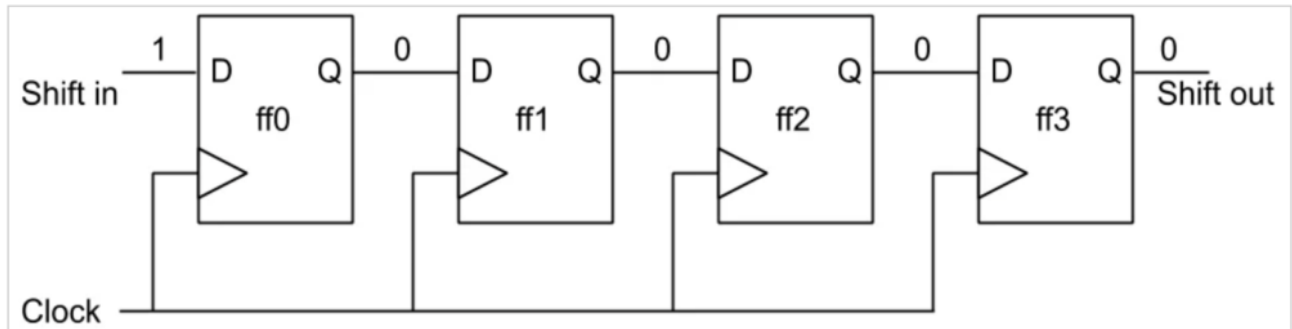 1 0 0 0 0
D Q D Q D Q D Q
Shift in Shift out
ff0 ff1 ff2 ff3
Clock